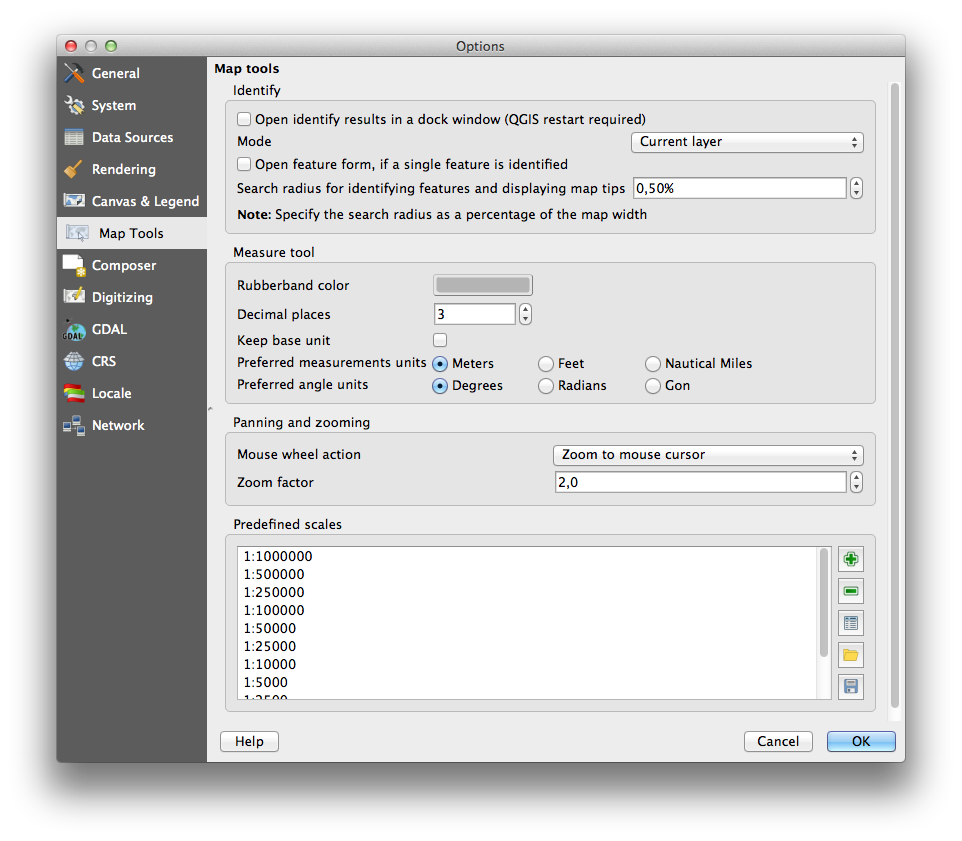 Options
General
System
Data Sources
Rendering
Canvas & Legend
Map Tools
Composer
Digitizing
GDAL
GDAL
CRS
Locale
Network
Map tools
Identify
Open identify results in a dock window (QGIS restart required)
Mode Current layer
Open feature form, if a single feature is identified
Search radius for identifying features and displaying map tips 0,50%
Note: Specify the search radius as a percentage of the map width
Measure tool
Rubberband color
Decimal places 3
Keep base unit
Preferred measurements units Meters Feet Nautical Miles
Preferred angle units Degrees Radians Gon
Panning and zooming
Mouse wheel action Zoom to mouse cursor
Zoom factor 2,0
Predefined scales
1:1000000
1:500000
1:250000
1:100000
1:50000
1:25000
1:10000
1:5000
1:2500
Help Cancel OK